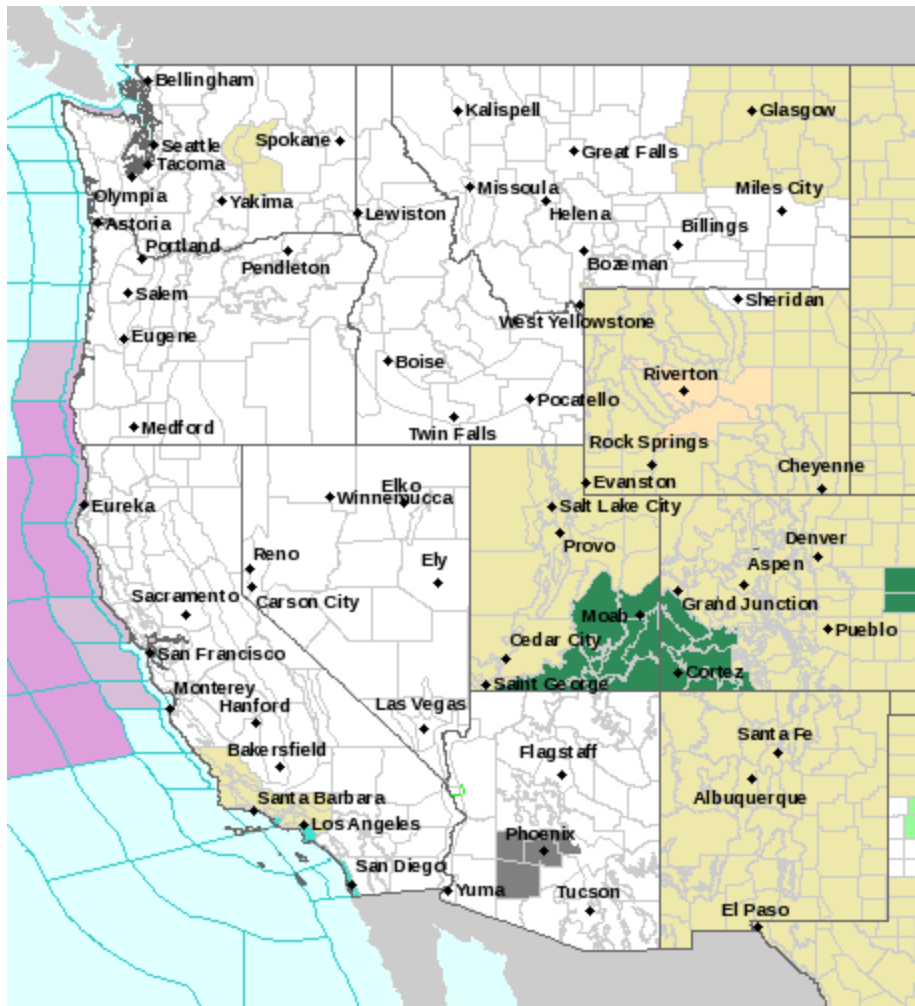 Bellingham
Kalispell
Glasgow
Seattle
Spokane
Great Falls
Tacoma
Olympia
Missoula
Miles City
Yakima
Lewiston
Helena
Astoria
Billings
Portland
Pendleton
Bozeman
Salem
Sheridan
West Yellowstone
Eugene
Boise
Riverton
Pocatello
Medford
Twin Falls
Rock Springs
Cheyenne
Elko
Evanston
Winnemucca
Eureka
Salt Lake City
Provo
Denver
Reno
Ely
Aspen
Sacramento
Carson City
Grand Junction
Moab
Pueblo
Cedar City
San Francisco
Cortez
Saint George
Monterey
Hanford
Las Vegas
Santa Fe
Bakersfield
Flagstaff
Albuquerque
Santa Barbara
Los Angeles
Phoenix
San Diego
Yuma
Tucson
El Paso